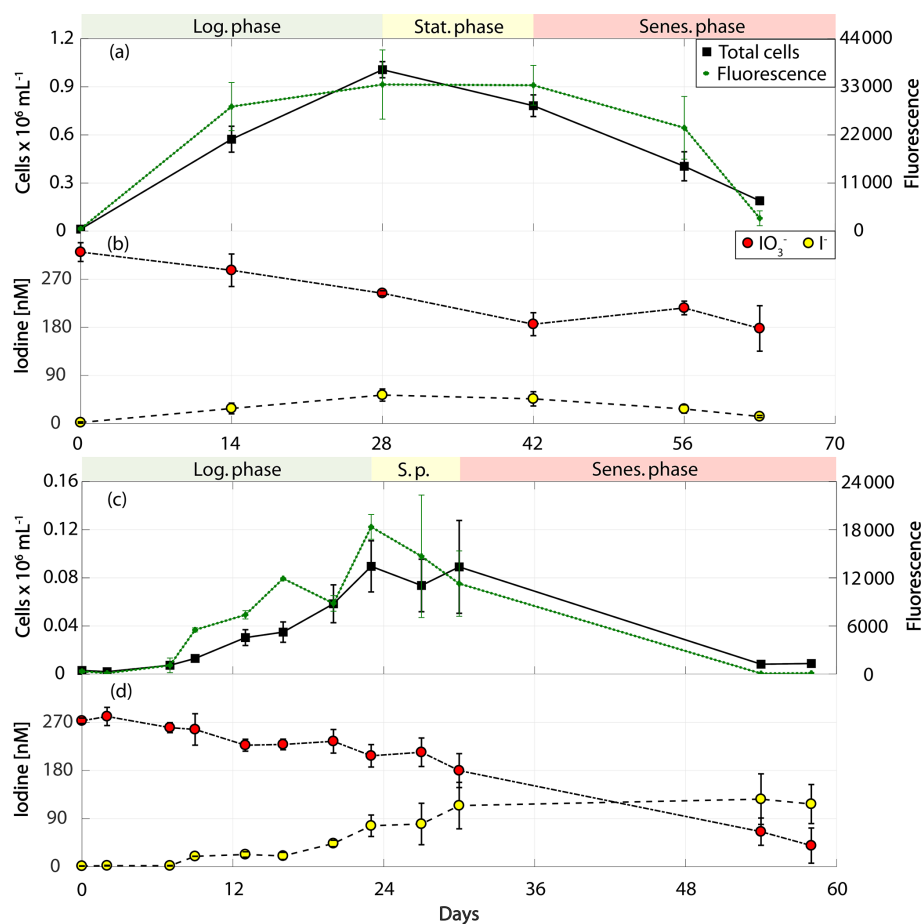 Log. phase Stat. phase Senes. phase
1.2 (a) Total cells 44000
Fluorescence
0.9 33000
0.6 22000
0.3 11000
0 0
Cells x 10⁶ mL⁻¹
Fluorescence
(b) IO₃⁻ I⁻
270
180
90
0
Iodine [nM]
0 14 28 42 56 70
Log. phase S. p. Senes. phase
0.16 (c) 24000
0.12 18000
0.08 12000
0.04 6000
0 0
Cells x 10⁶ mL⁻¹
Fluorescence
(d)
270
180
90
0
Iodine [nM]
0 12 24 36 48 60
Days